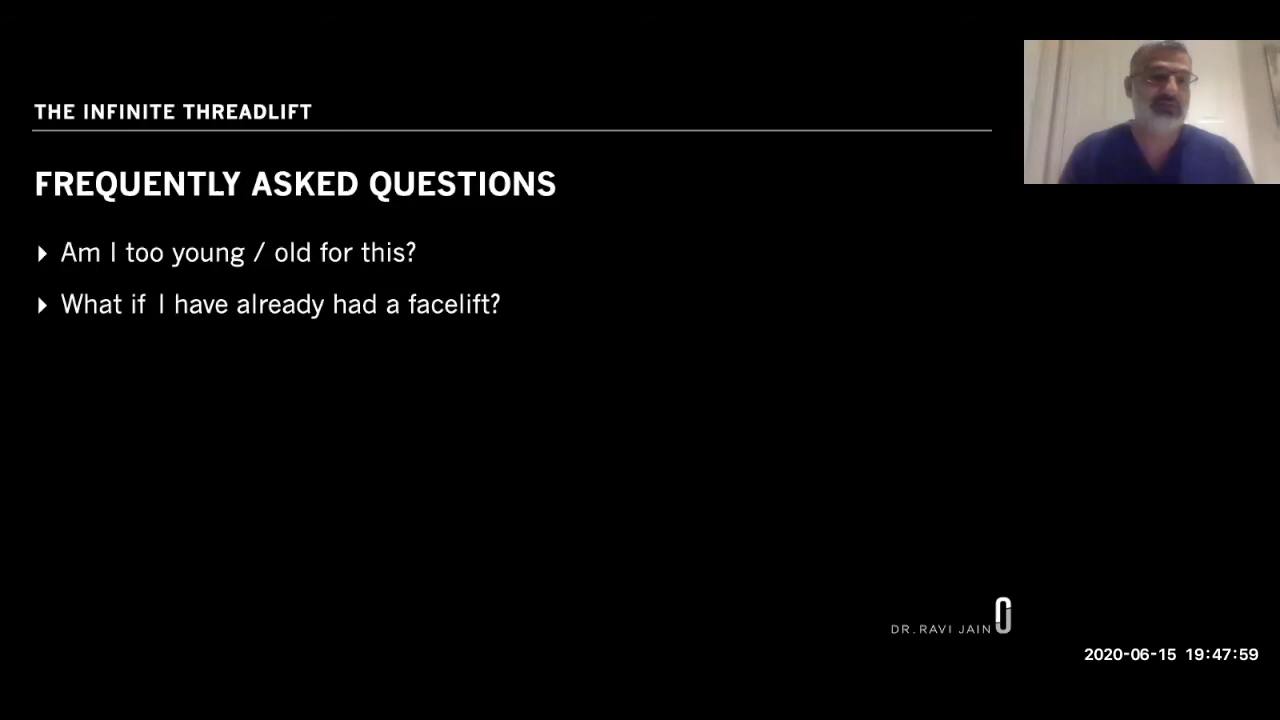 THE INFINITE THREADLIFT
FREQUENTLY ASKED QUESTIONS
Am I too young / old for this?
What if I have already had a facelift?
DR. RAVI JAIN
2020-06-15 19:47:59